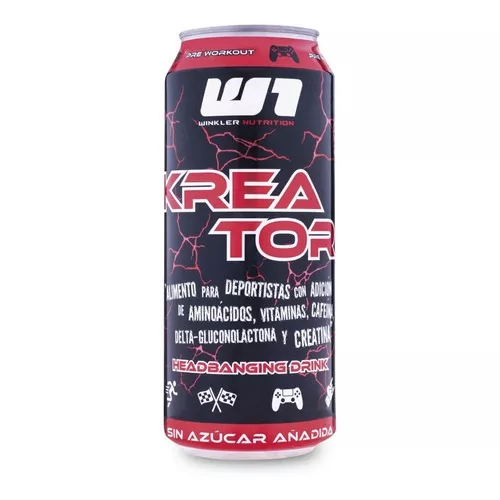 PRE WORKOUT
W1
WINKLER NUTRITION
KREA
TOR
ALIMENTO PARA DEPORTISTAS CON ADICIÓN
DE AMINOÁCIDOS, VITAMINAS, CAFEÍNA,
DELTA-GLUCONOLACTONA Y CREATINA
HEADBANGING DRINK
SIN AZÚCAR AÑADIDA